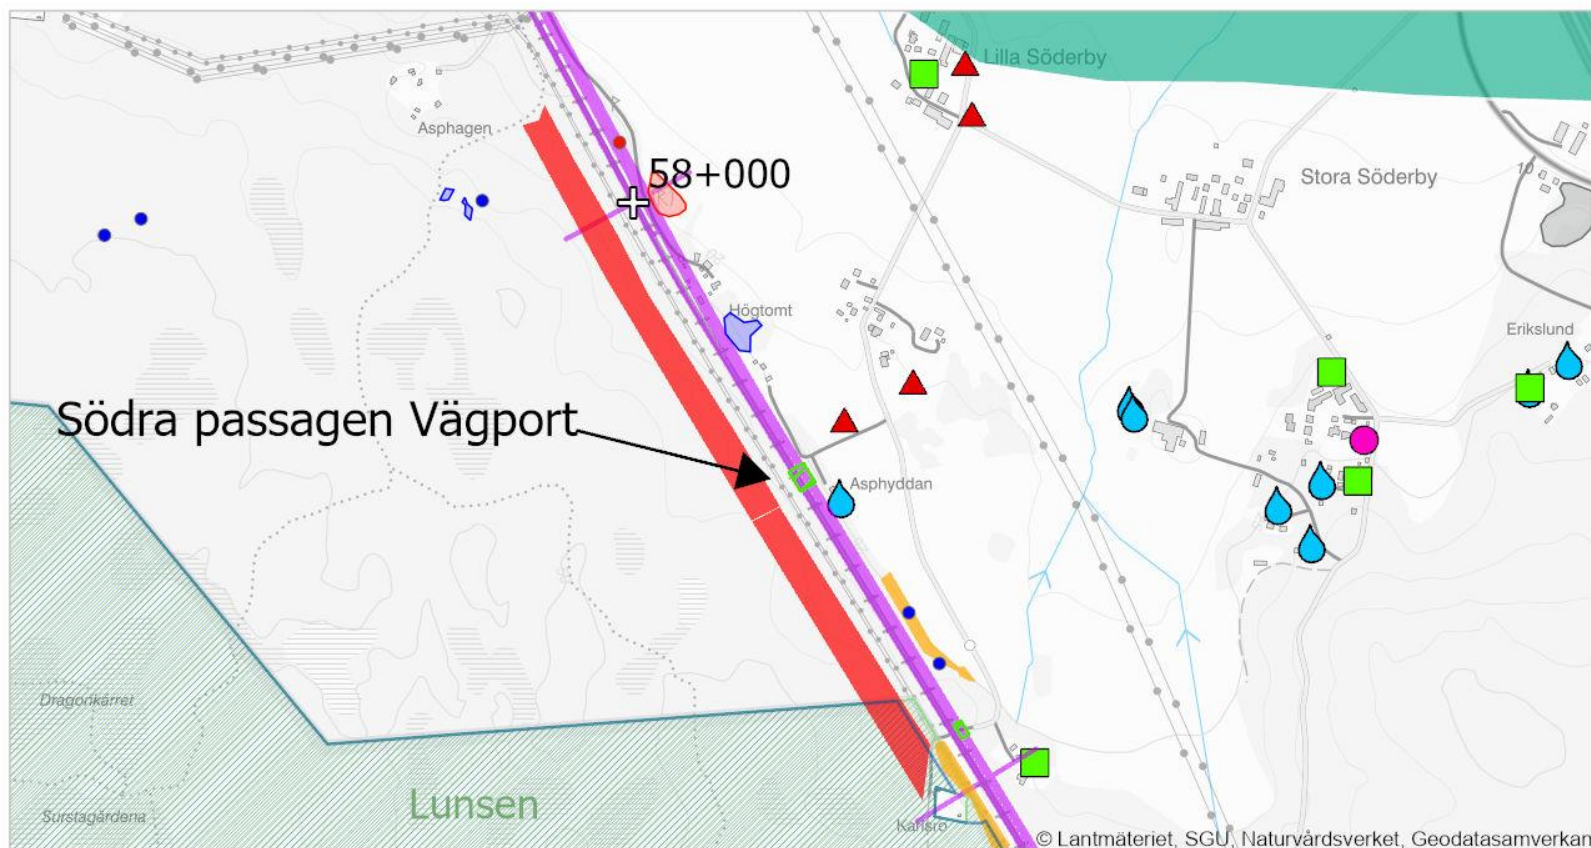 Lilla Söderby
Asphagen
58+000
10
Stora Söderby
Högtomt
Erikslund
Södra passagen Vägport
Asphyddan
Dragonkärret
Lunsen
Surstagärdena
Karlsro
© Lantmäteriet, SGU, Naturvårdsverket, Geodatasamverkan